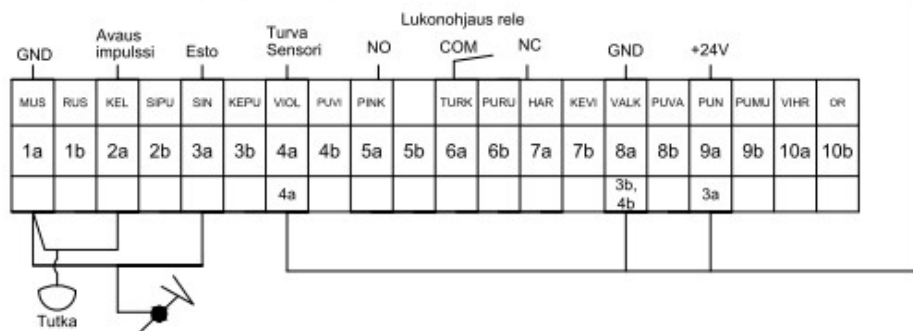 Lukonohjaus rele
GND Avaus impulssi Esto Turva Sensori NO COM NC GND +24V
MUS RUS KEL SIPU SIN KEPU VIOL PUVI PINK TURK PURU HAR KEVI VALK PUVA PUN PUMU VIHR OR
1a 1b 2a 2b 3a 3b 4a 4b 5a 5b 6a 6b 7a 7b 8a 8b 9a 9b 10a 10b
4a 3b, 4b 3a
Tutka